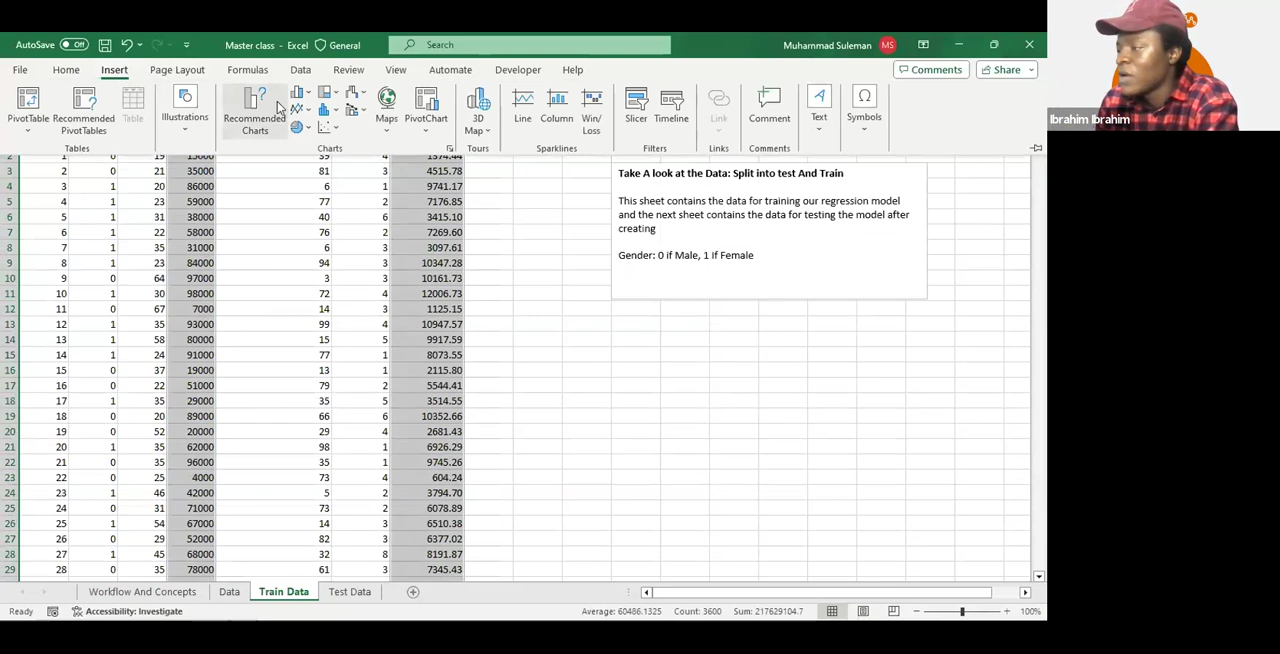 AutoSave Off Master class - Excel General Search Muhammad Suleman MS
File Home Insert Page Layout Formulas Data Review View Automate Developer Help Comments Share
PivotTable Recommended PivotTables Table Illustrations Recommended Charts Maps PivotChart 3D Map Line Column Win/Loss Slicer Timeline Link Comment Text Symbols
Tables Charts Tours Sparklines Filters Links Comments
2 1 0 19 15000 39 4 1374.44
3 2 0 21 35000 81 3 4515.78
4 3 1 20 86000 6 1 9741.17
5 4 1 23 59000 77 2 7176.85
6 5 1 31 38000 40 6 3415.10
7 6 1 22 58000 76 2 7269.60
8 7 1 35 31000 6 3 3097.61
9 8 1 23 84000 94 3 10347.28
10 9 0 64 97000 3 3 10161.73
11 10 1 30 98000 72 4 12006.73
12 11 0 67 7000 14 3 1125.15
13 12 1 35 93000 99 4 10947.57
14 13 1 58 80000 15 5 9917.59
15 14 1 24 91000 77 1 8073.55
16 15 0 37 19000 13 1 2115.80
17 16 0 22 51000 79 2 5544.41
18 17 1 35 29000 35 5 3514.55
19 18 0 20 89000 66 6 10352.66
20 19 0 52 20000 29 4 2681.43
21 20 1 35 62000 98 1 6926.29
22 21 0 35 96000 35 1 9745.26
23 22 0 25 4000 73 4 604.24
24 23 1 46 42000 5 2 3794.70
25 24 0 31 71000 73 2 6078.89
26 25 1 54 67000 14 3 6510.38
27 26 0 29 52000 82 3 6377.02
28 27 1 45 68000 32 8 8191.87
29 28 0 35 78000 61 3 7345.43
Take A look at the Data: Split into test And Train
This sheet contains the data for training our regression model
and the next sheet contains the data for testing the model after
creating
Gender: 0 if Male, 1 If Female
Workflow And Concepts Data Train Data Test Data
Ready Accessibility: Investigate Average: 60486.1325 Count: 3600 Sum: 217629104.7 100%
Ibrahim Ibrahim